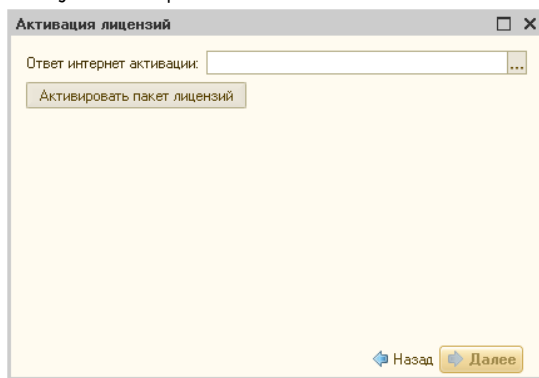 Активация лицензий
Ответ интернет активации:
...
Активировать пакет лицензий
Назад Далее